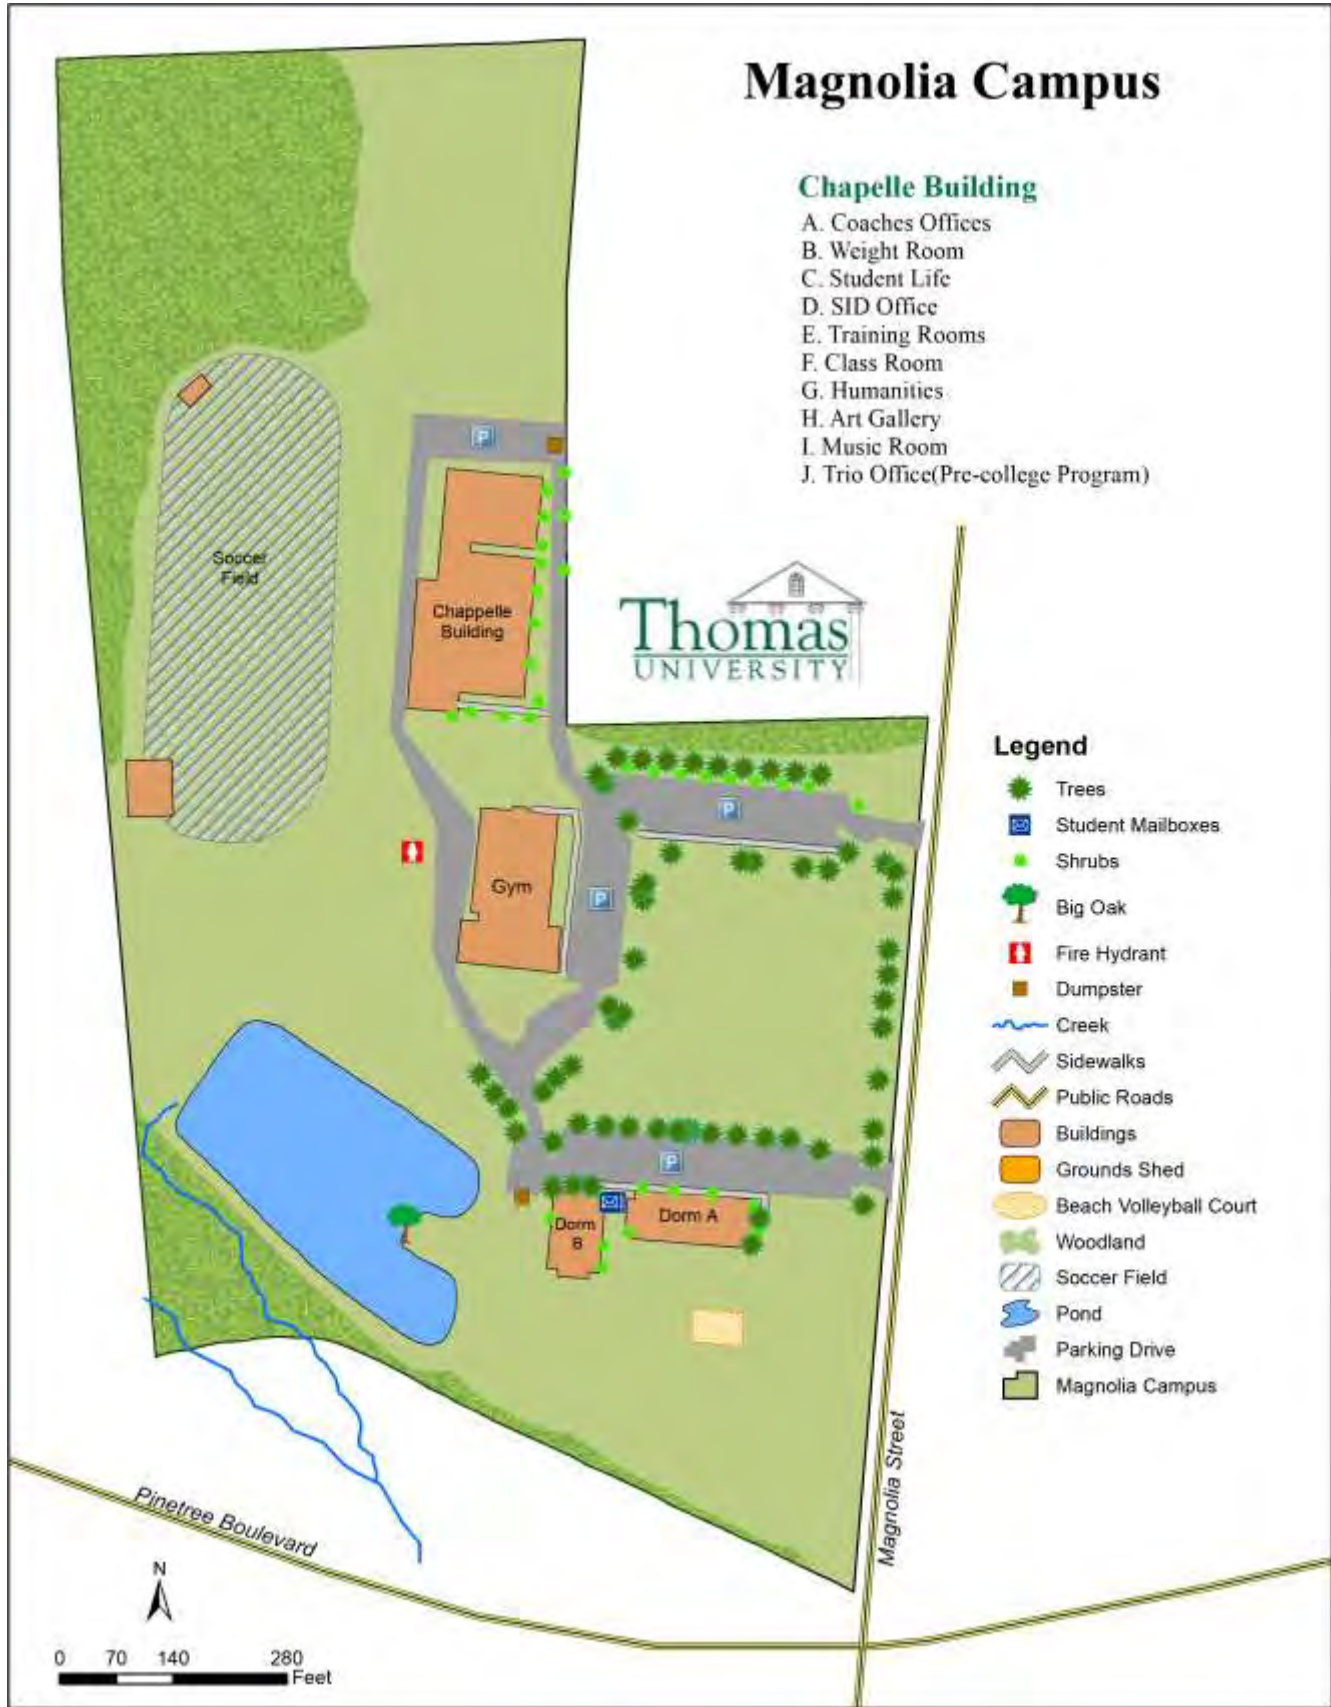 Magnolia Campus
Chapelle Building
A. Coaches Offices
B. Weight Room
C. Student Life
D. SID Office
E. Training Rooms
F. Class Room
G. Humanities
H. Art Gallery
I. Music Room
J. Trio Office(Pre-college Program)
P
Soccer
Field
Chappelle
Building
Thomas
UNIVERSITY
P
Gym
P
P
Dorm
B
Dorm A
Legend
Trees
Student Mailboxes
Shrubs
Big Oak
Fire Hydrant
Dumpster
Creek
Sidewalks
Public Roads
Buildings
Grounds Shed
Beach Volleyball Court
Woodland
Soccer Field
Pond
Parking Drive
Magnolia Campus
Magnolia Street
Pinetree Boulevard
N
0 70 140 280
Feet